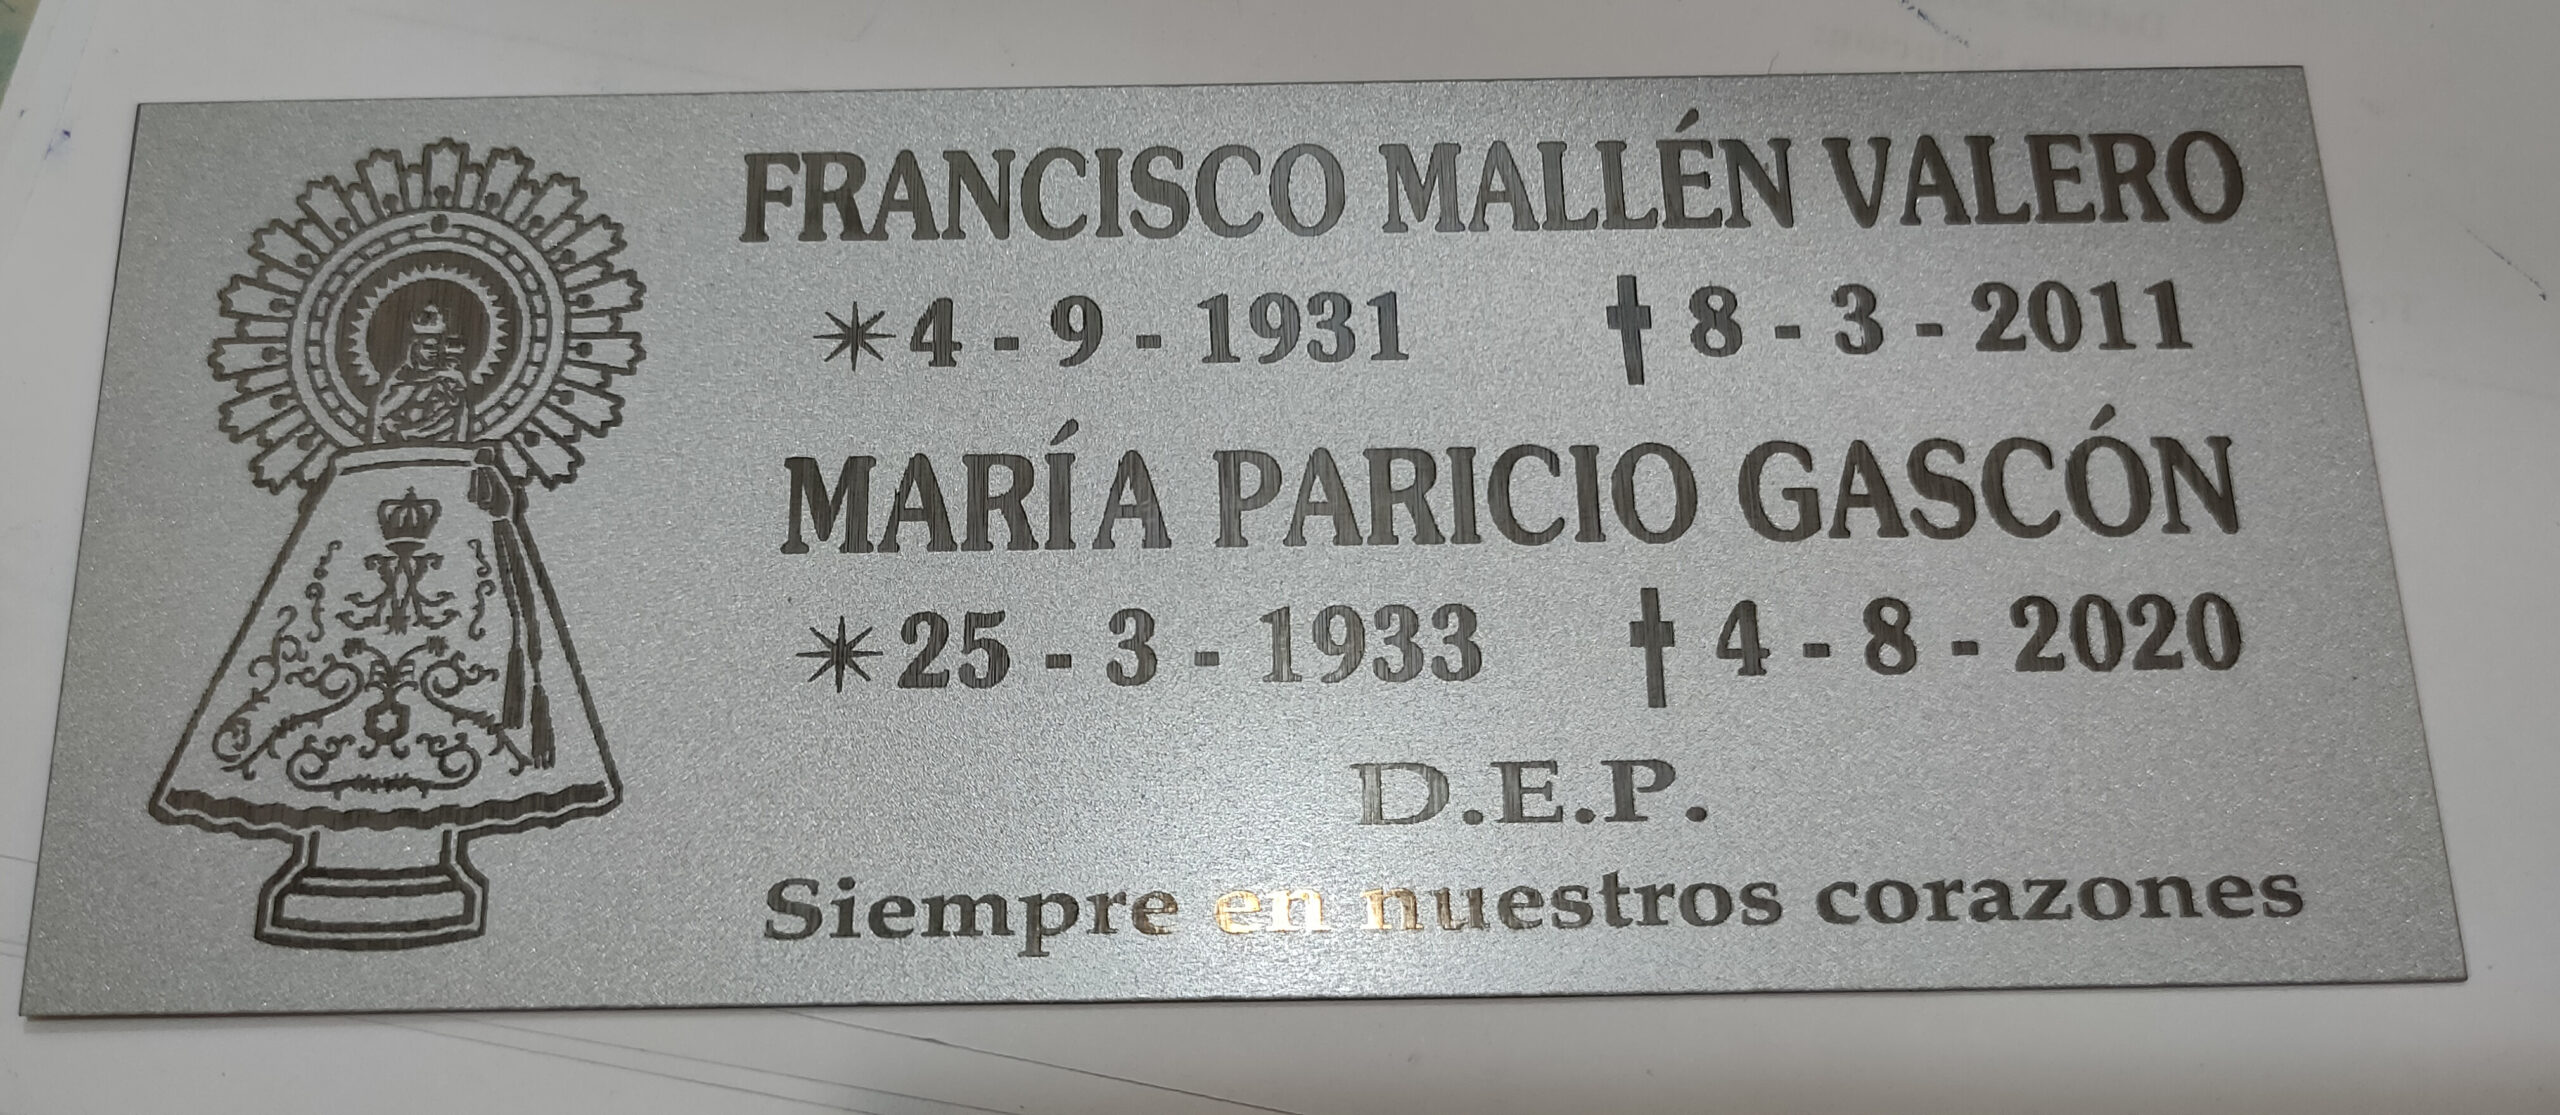 FRANCISCO MALLÉN VALERO
✴4 - 9 - 1931 ✝8 - 3 - 2011
MARÍA PARICIO GASCÓN
✴25 - 3 - 1933 ✝4 - 8 - 2020
D.E.P.
Siempre en nuestros corazones